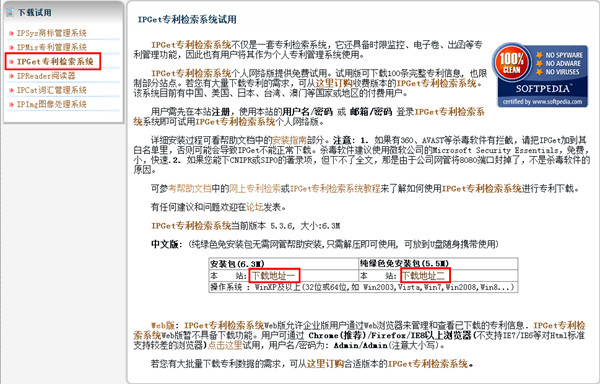 下载试用
IPSys商标管理系统
IPMis专利管理系统
IPGet专利检索系统
IPReader阅读器
IPCat词汇管理系统
IPImg图像处理系统
IPGet专利检索系统试用
IPGet专利检索系统不仅是一套专利检索系统，它还具备时限监控、电子卷、出函等专
利管理功能，因此也有用户将其作为个人专利管理系统使用。
IPGet专利检索系统个人网络版提供免费试用。试用版可下载100条完整专利信息，也限
制部分站点。若您有大量下载专利的需求，可从这里订购收费版本的IPGet专利检索系统。
该系统目前有中国、美国、日本、台湾、澳门等国家或地区的付费用户。
用户需先在本站注册，使用本站的用户名/密码 或 邮箱/密码 登录IPGet专利检索系
统系统即可试用IPGet专利检索系统个人网络版。
详细安装过程可看帮助文档中的安装指南部分。注意: 1. 如果有360、AVAST等杀毒软件有拦截，请把IPGet加到其
白名单里，否则可能会导致IPGet不能正常下载。杀毒软件建议使用微软公司的Microsoft Security Essentials，免费，
小，快速.2. 如果您能下CNIPR或SIPO的著录项，但下不了全文，那是由于公司网管将8080端口封掉了，不是杀毒软件的
原因。
可参考帮助文档中的网上专利检索或IPGet专利检索系统教程来了解如何使用IPGet专利检索系统进行专利下载。
有任何建议和问题欢迎在论坛发表。
IPGet专利检索系统当前版本 5.3.6, 大小:6.3M
中文版: (纯绿色免安装包无需网管帮助安装,只需解压即可使用, 可放到U盘随身携带使用)
安装包(6.3M) 纯绿色免安装包(5.5M)
本 站: 下载地址一 本 站: 下载地址二
操作系统 : WinXP及以上(32位或64位,如 Win2003,Vista,Win7,Win2008,Win8...)
Web版: IPGet专利检索系统Web版允许企业版用户通过Web浏览器来管理和查看已下载的专利信息. IPGet专利检索
系统Web版暂不具备下载功能。用户可通过 Chrome(推荐)/Firefox/IE8以上浏览器(不支持IE7/IE6等对Html标准
支持较差的浏览器)点击这里试用，用户名/密码为: Admin/Admin(注意大小写)。
若您有大批量下载专利数据的需求，可从这里订购合适版本的IPGet专利检索系统。
100%
CLEAN
NO SPYWARE
NO ADWARE
NO VIRUSES
SOFTPEDIA
certified by www.softpedia.com